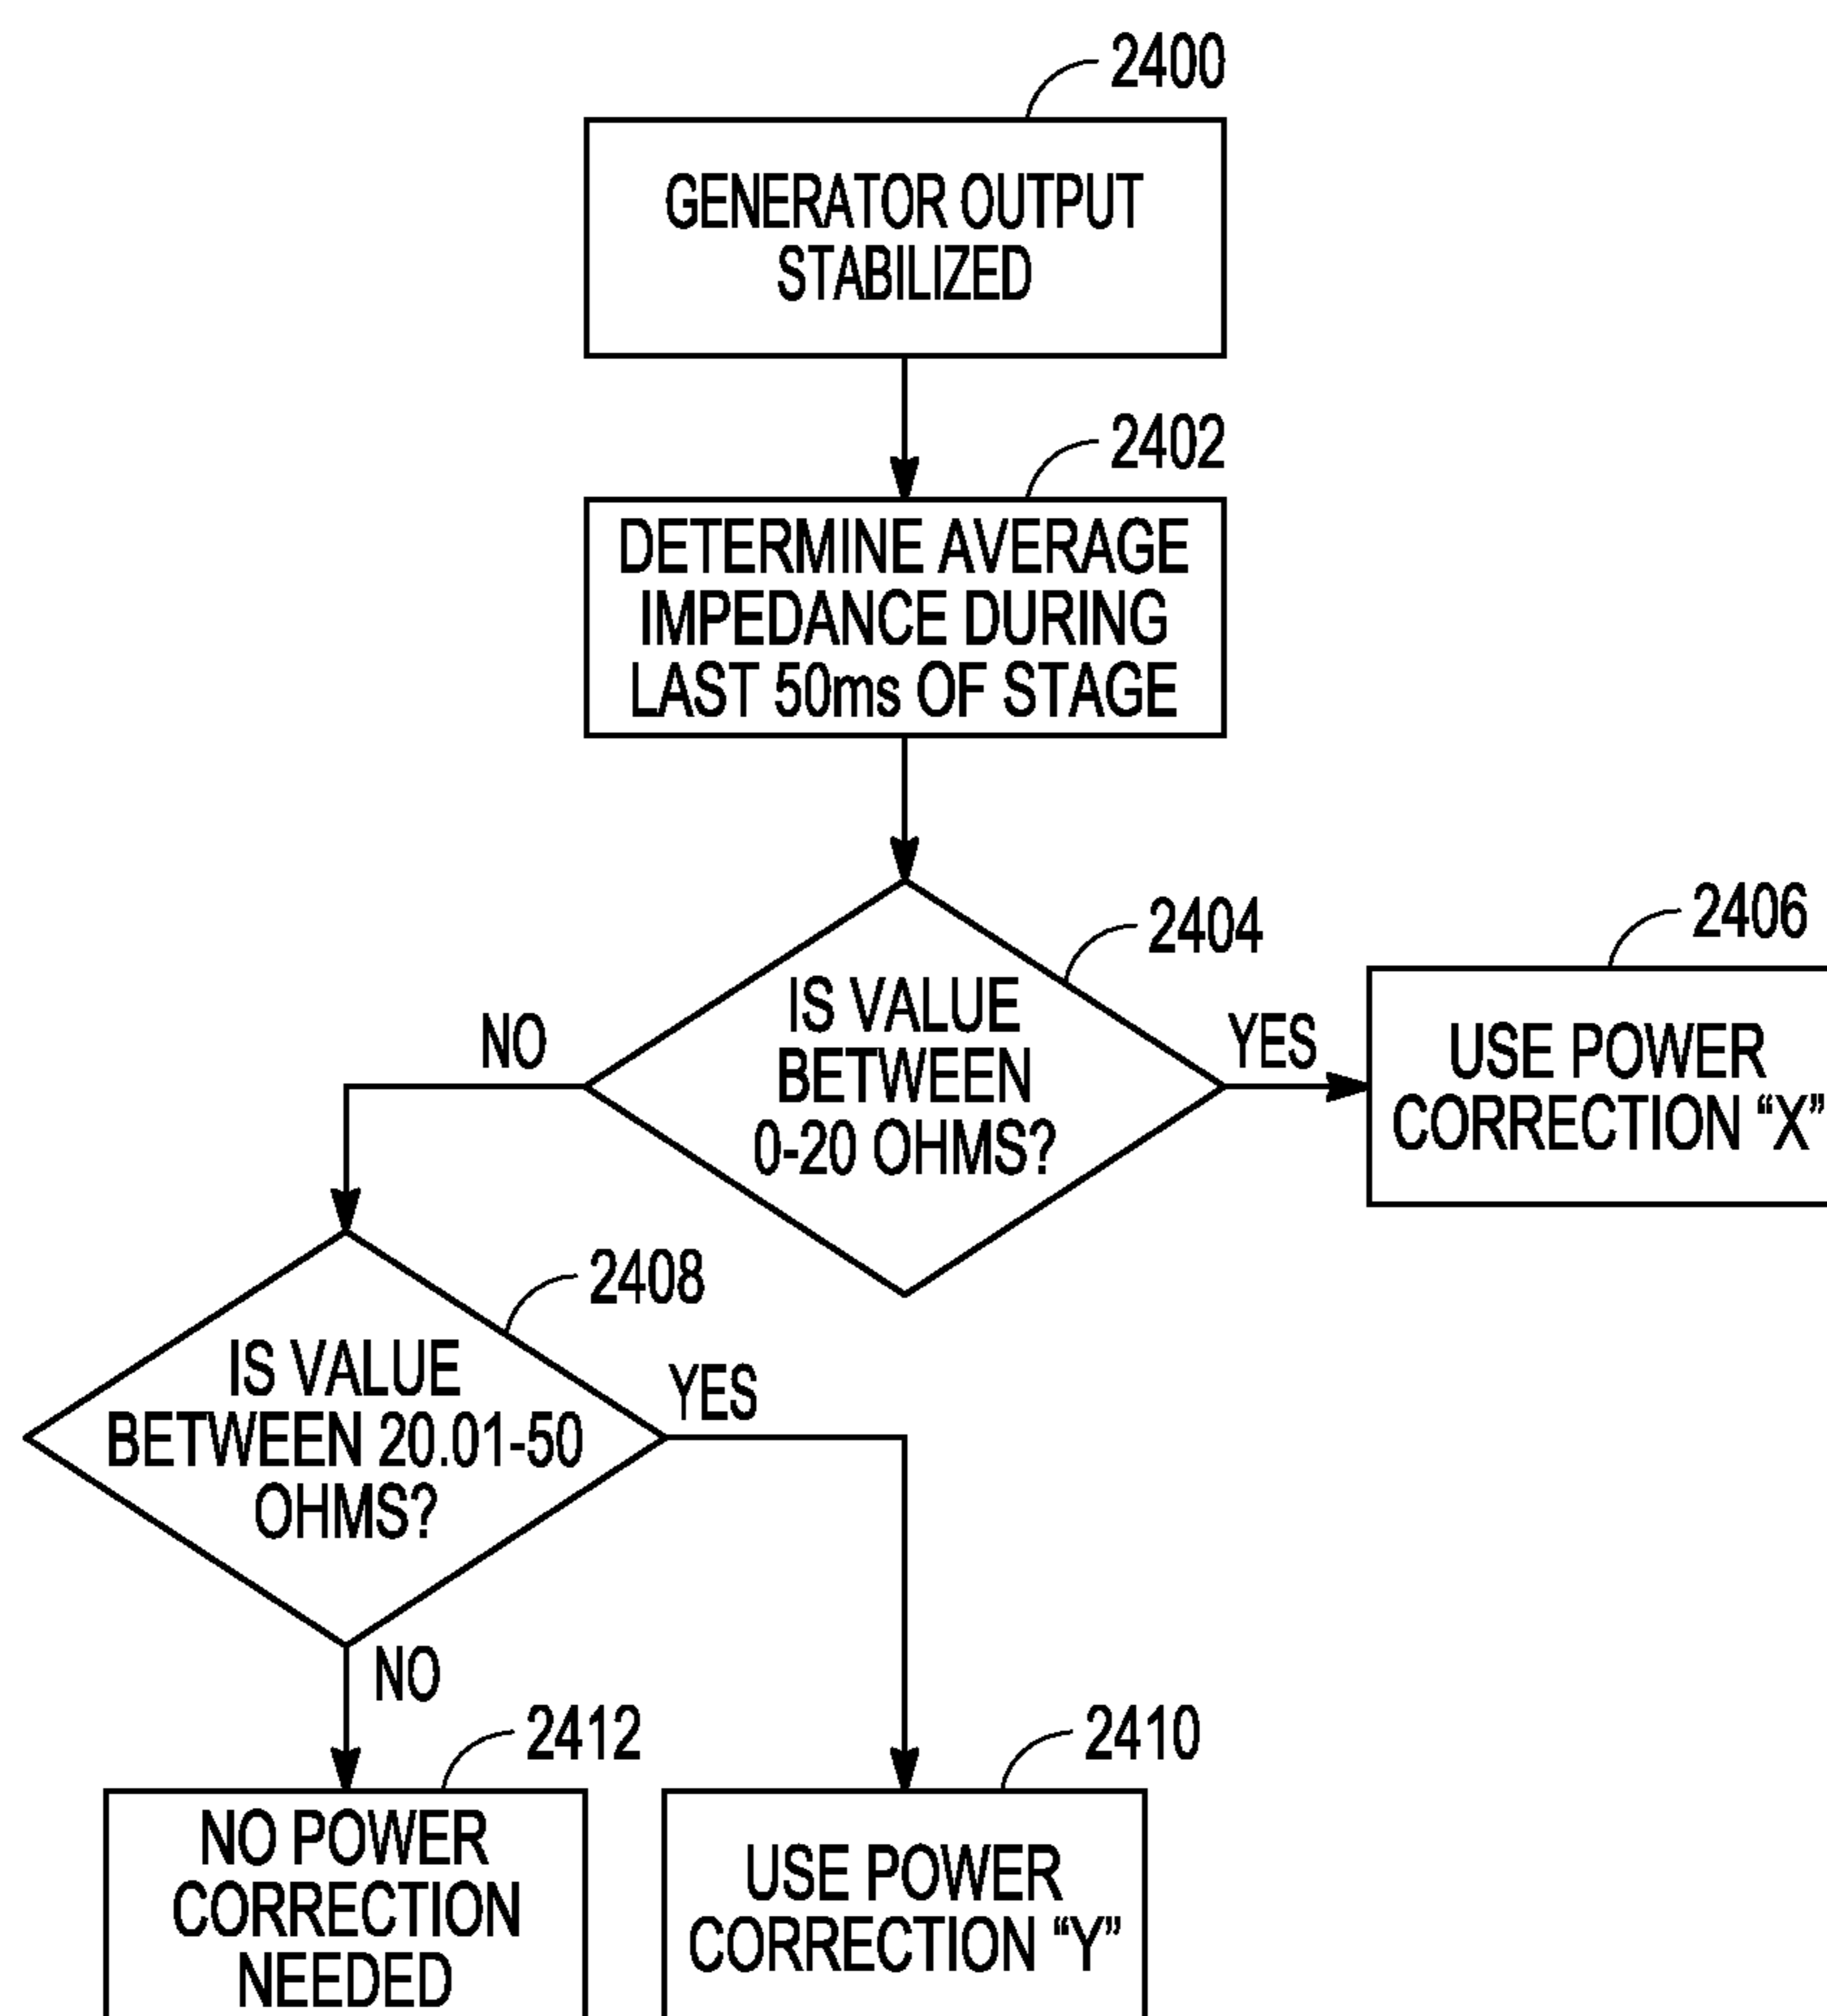 2400
GENERATOR OUTPUT
STABILIZED
2402
DETERMINE AVERAGE
IMPEDANCE DURING
LAST 50ms OF STAGE
2404
IS VALUE
BETWEEN
0-20 OHMS?
NO
YES
2406
USE POWER
CORRECTION “X”
2408
IS VALUE
BETWEEN 20.01-50
OHMS?
YES
NO
2412
NO POWER
CORRECTION
NEEDED
2410
USE POWER
CORRECTION “Y”